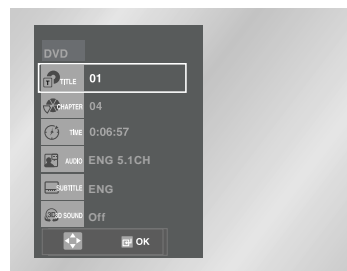 DVD
T TITLE 01
CHAPTER 04
TIME 0:06:57
AUDIO ENG 5.1CH
SUBTITLE ENG
3D SOUND Off
OK